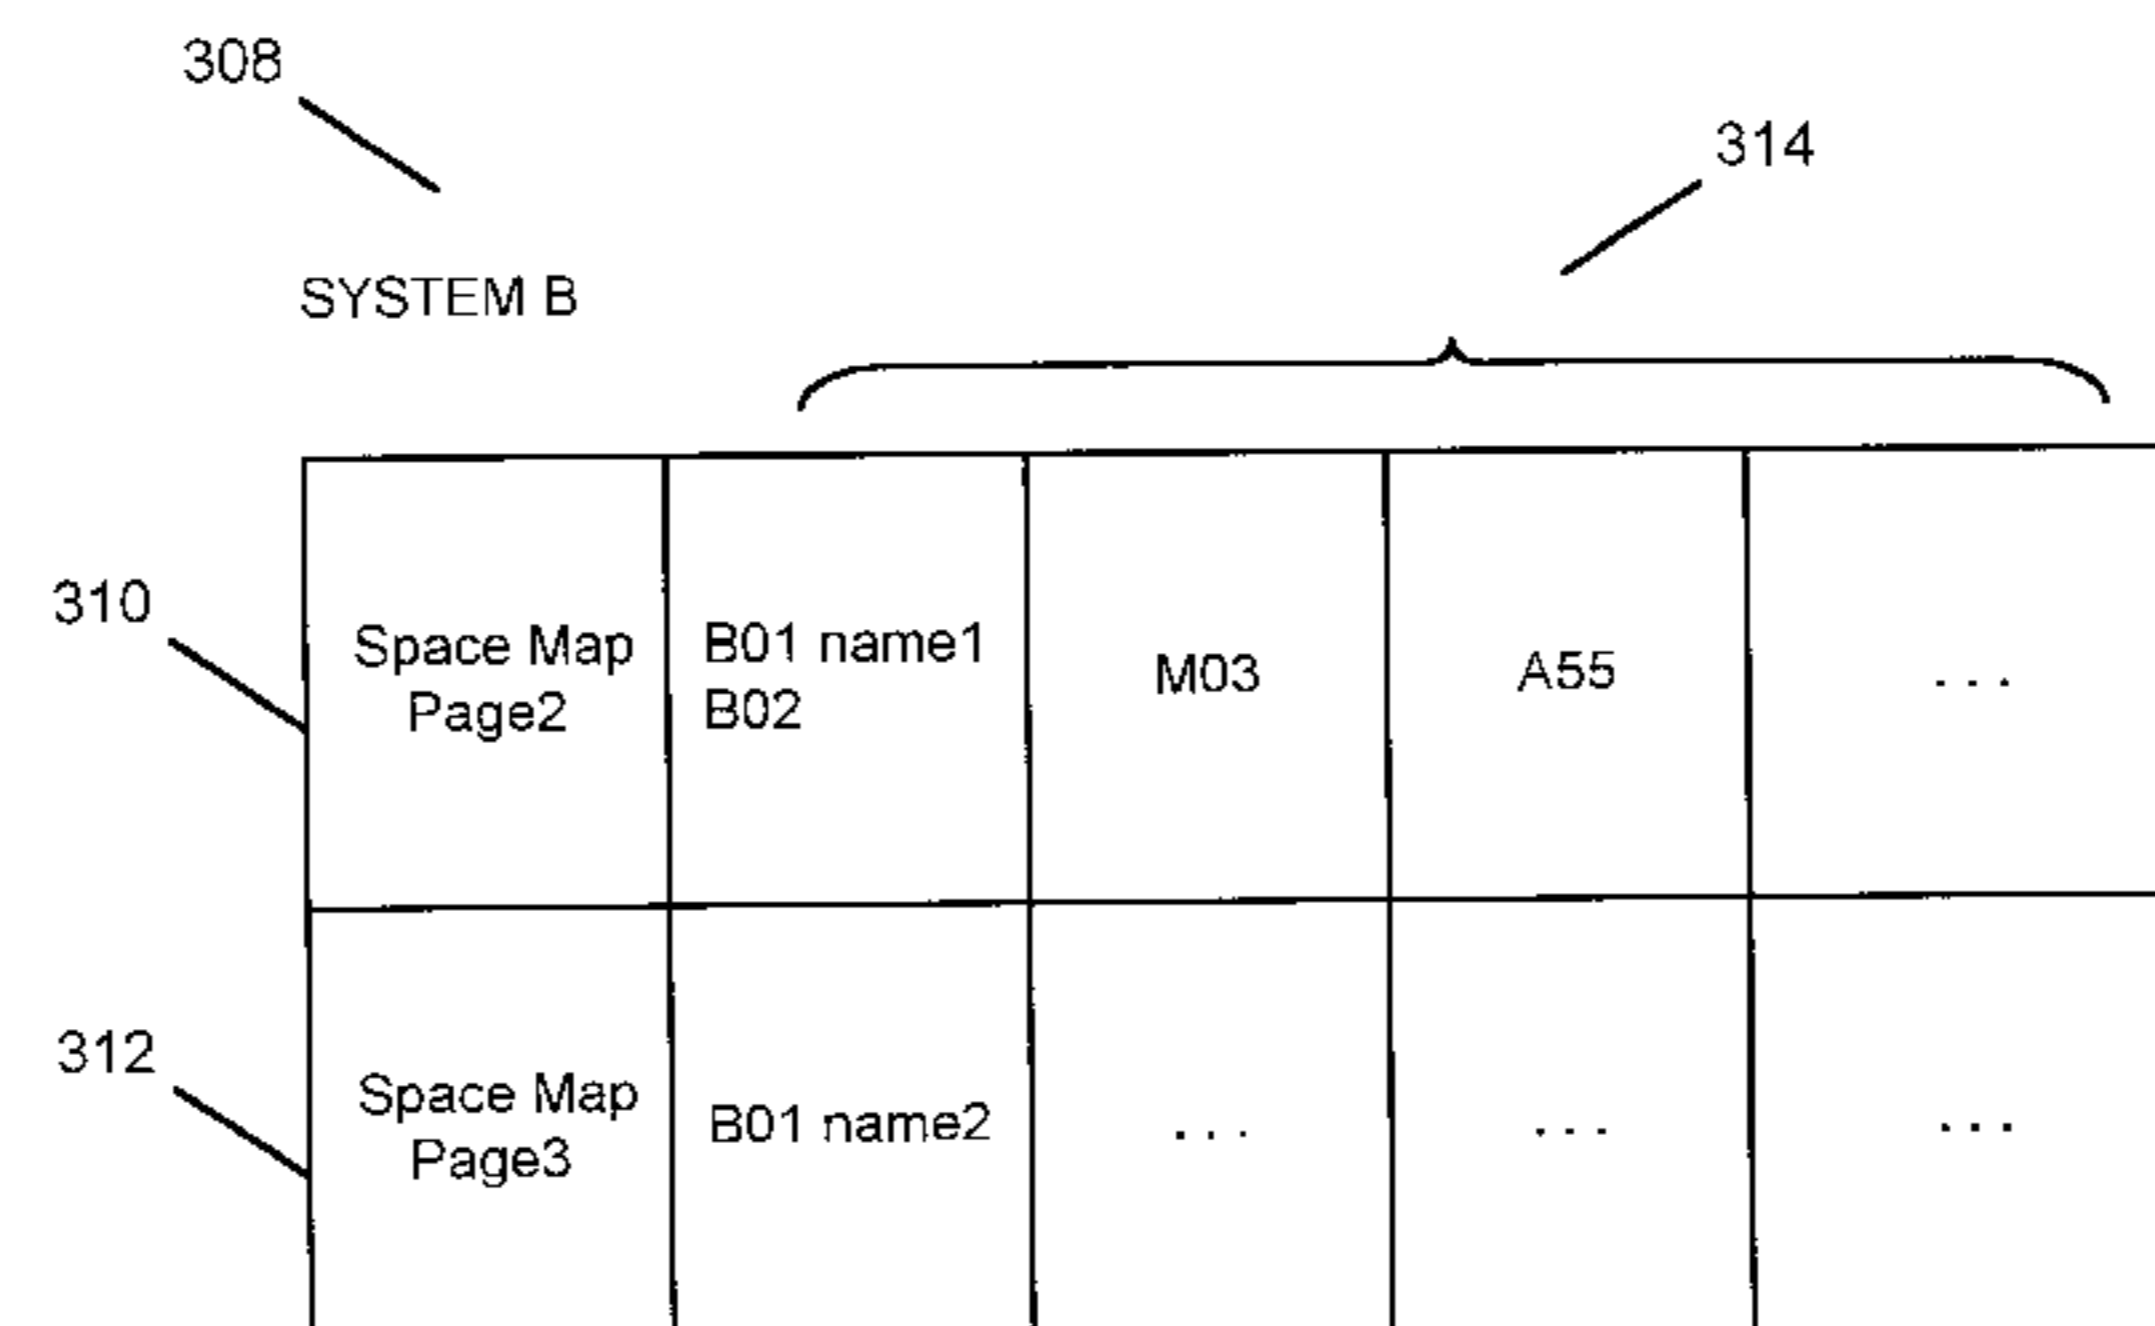 308
314
SYSTEM B
310
Space Map
Page2
B01 name1
B02
M03
A55
...
312
Space Map
Page3
B01 name2
...
...
...